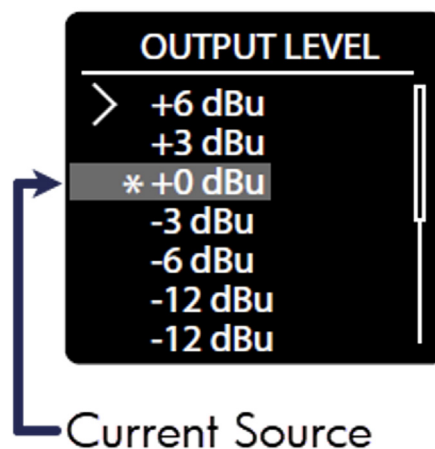 OUTPUT LEVEL
> +6 dBu
+3 dBu
* +0 dBu
-3 dBu
-6 dBu
-12 dBu
-12 dBu
Current Source